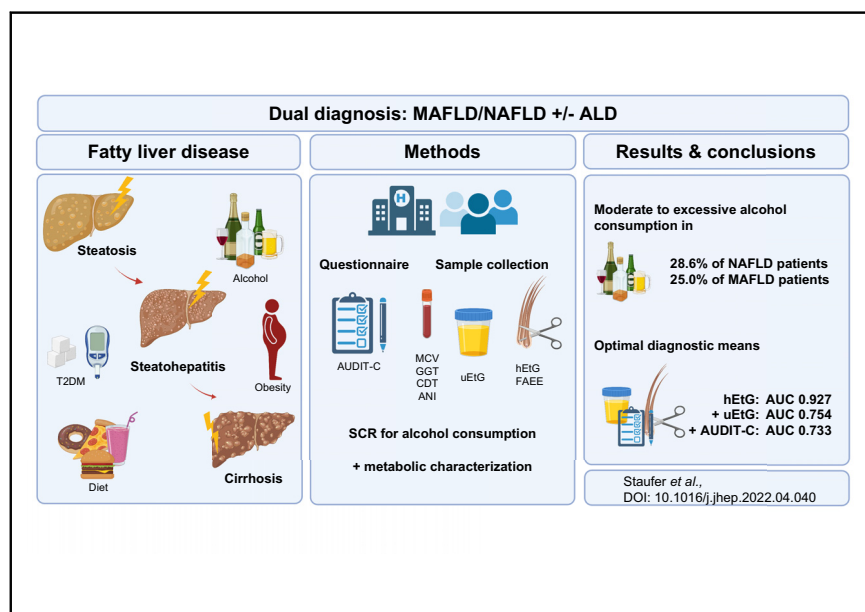 Dual diagnosis: MAFLD/NAFLD +/- ALD
Fatty liver disease
Steatosis
Alcohol
Steatohepatitis
T2DM
Obesity
Cirrhosis
Diet
Methods
H
Questionnaire
Sample collection
AUDIT-C
MCV
GGT
CDT
ANI
uEtG
hEtG
FAEE
SCR for alcohol consumption
+ metabolic characterization
Results & conclusions
Moderate to excessive alcohol
consumption in
28.6% of NAFLD patients
25.0% of MAFLD patients
Optimal diagnostic means
hEtG: AUC 0.927
+ uEtG: AUC 0.754
+ AUDIT-C: AUC 0.733
Staufer et al.,
DOI: 10.1016/j.jhep.2022.04.040